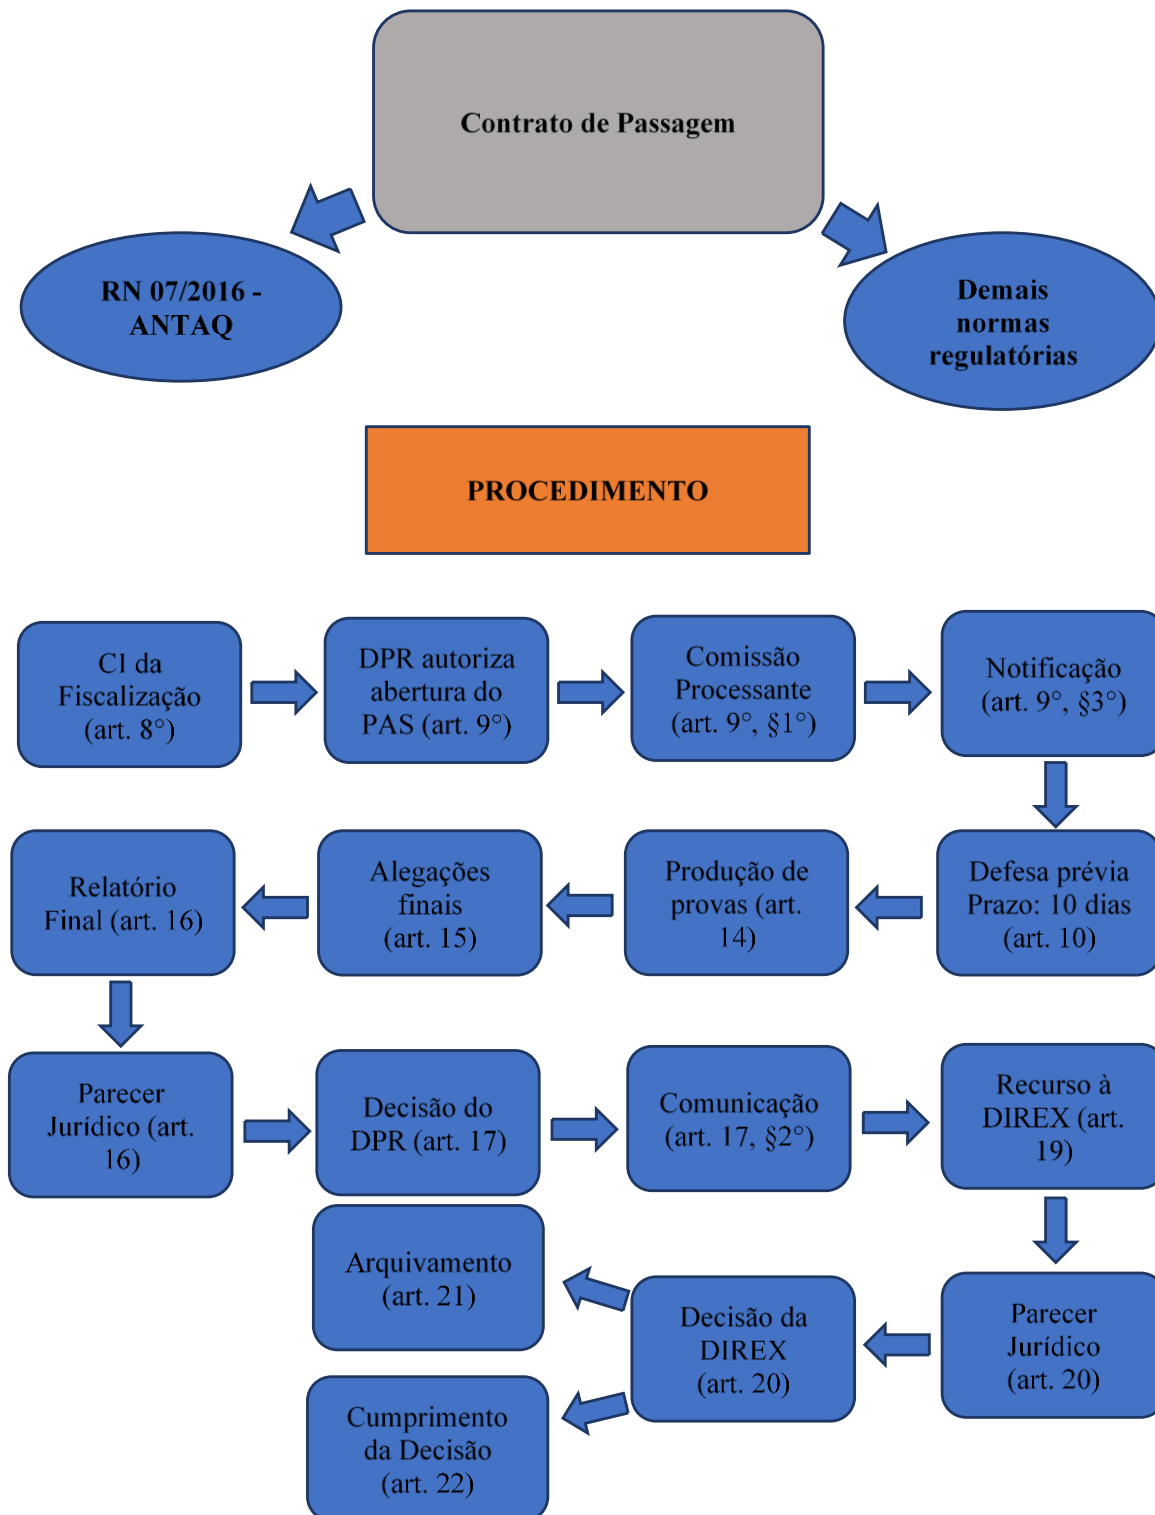 Contrato de Passagem
RN 07/2016 -
ANTAQ
Demais
normas
regulatórias
PROCEDIMENTO
CI da
Fiscalização
(art. 8°)
DPR autoriza
abertura do
PAS (art. 9°)
Comissão
Processante
(art. 9°, §1°)
Notificação
(art. 9°, §3°)
Defesa prévia
Prazo: 10 dias
(art. 10)
Produção de
provas (art.
14)
Alegações
finais
(art. 15)
Relatório
Final (art. 16)
Parecer
Jurídico (art.
16)
Decisão do
DPR (art. 17)
Comunicação
(art. 17, §2°)
Recurso à
DIREX (art.
19)
Parecer
Jurídico
(art. 20)
Decisão da
DIREX
(art. 20)
Arquivamento
(art. 21)
Cumprimento
da Decisão
(art. 22)